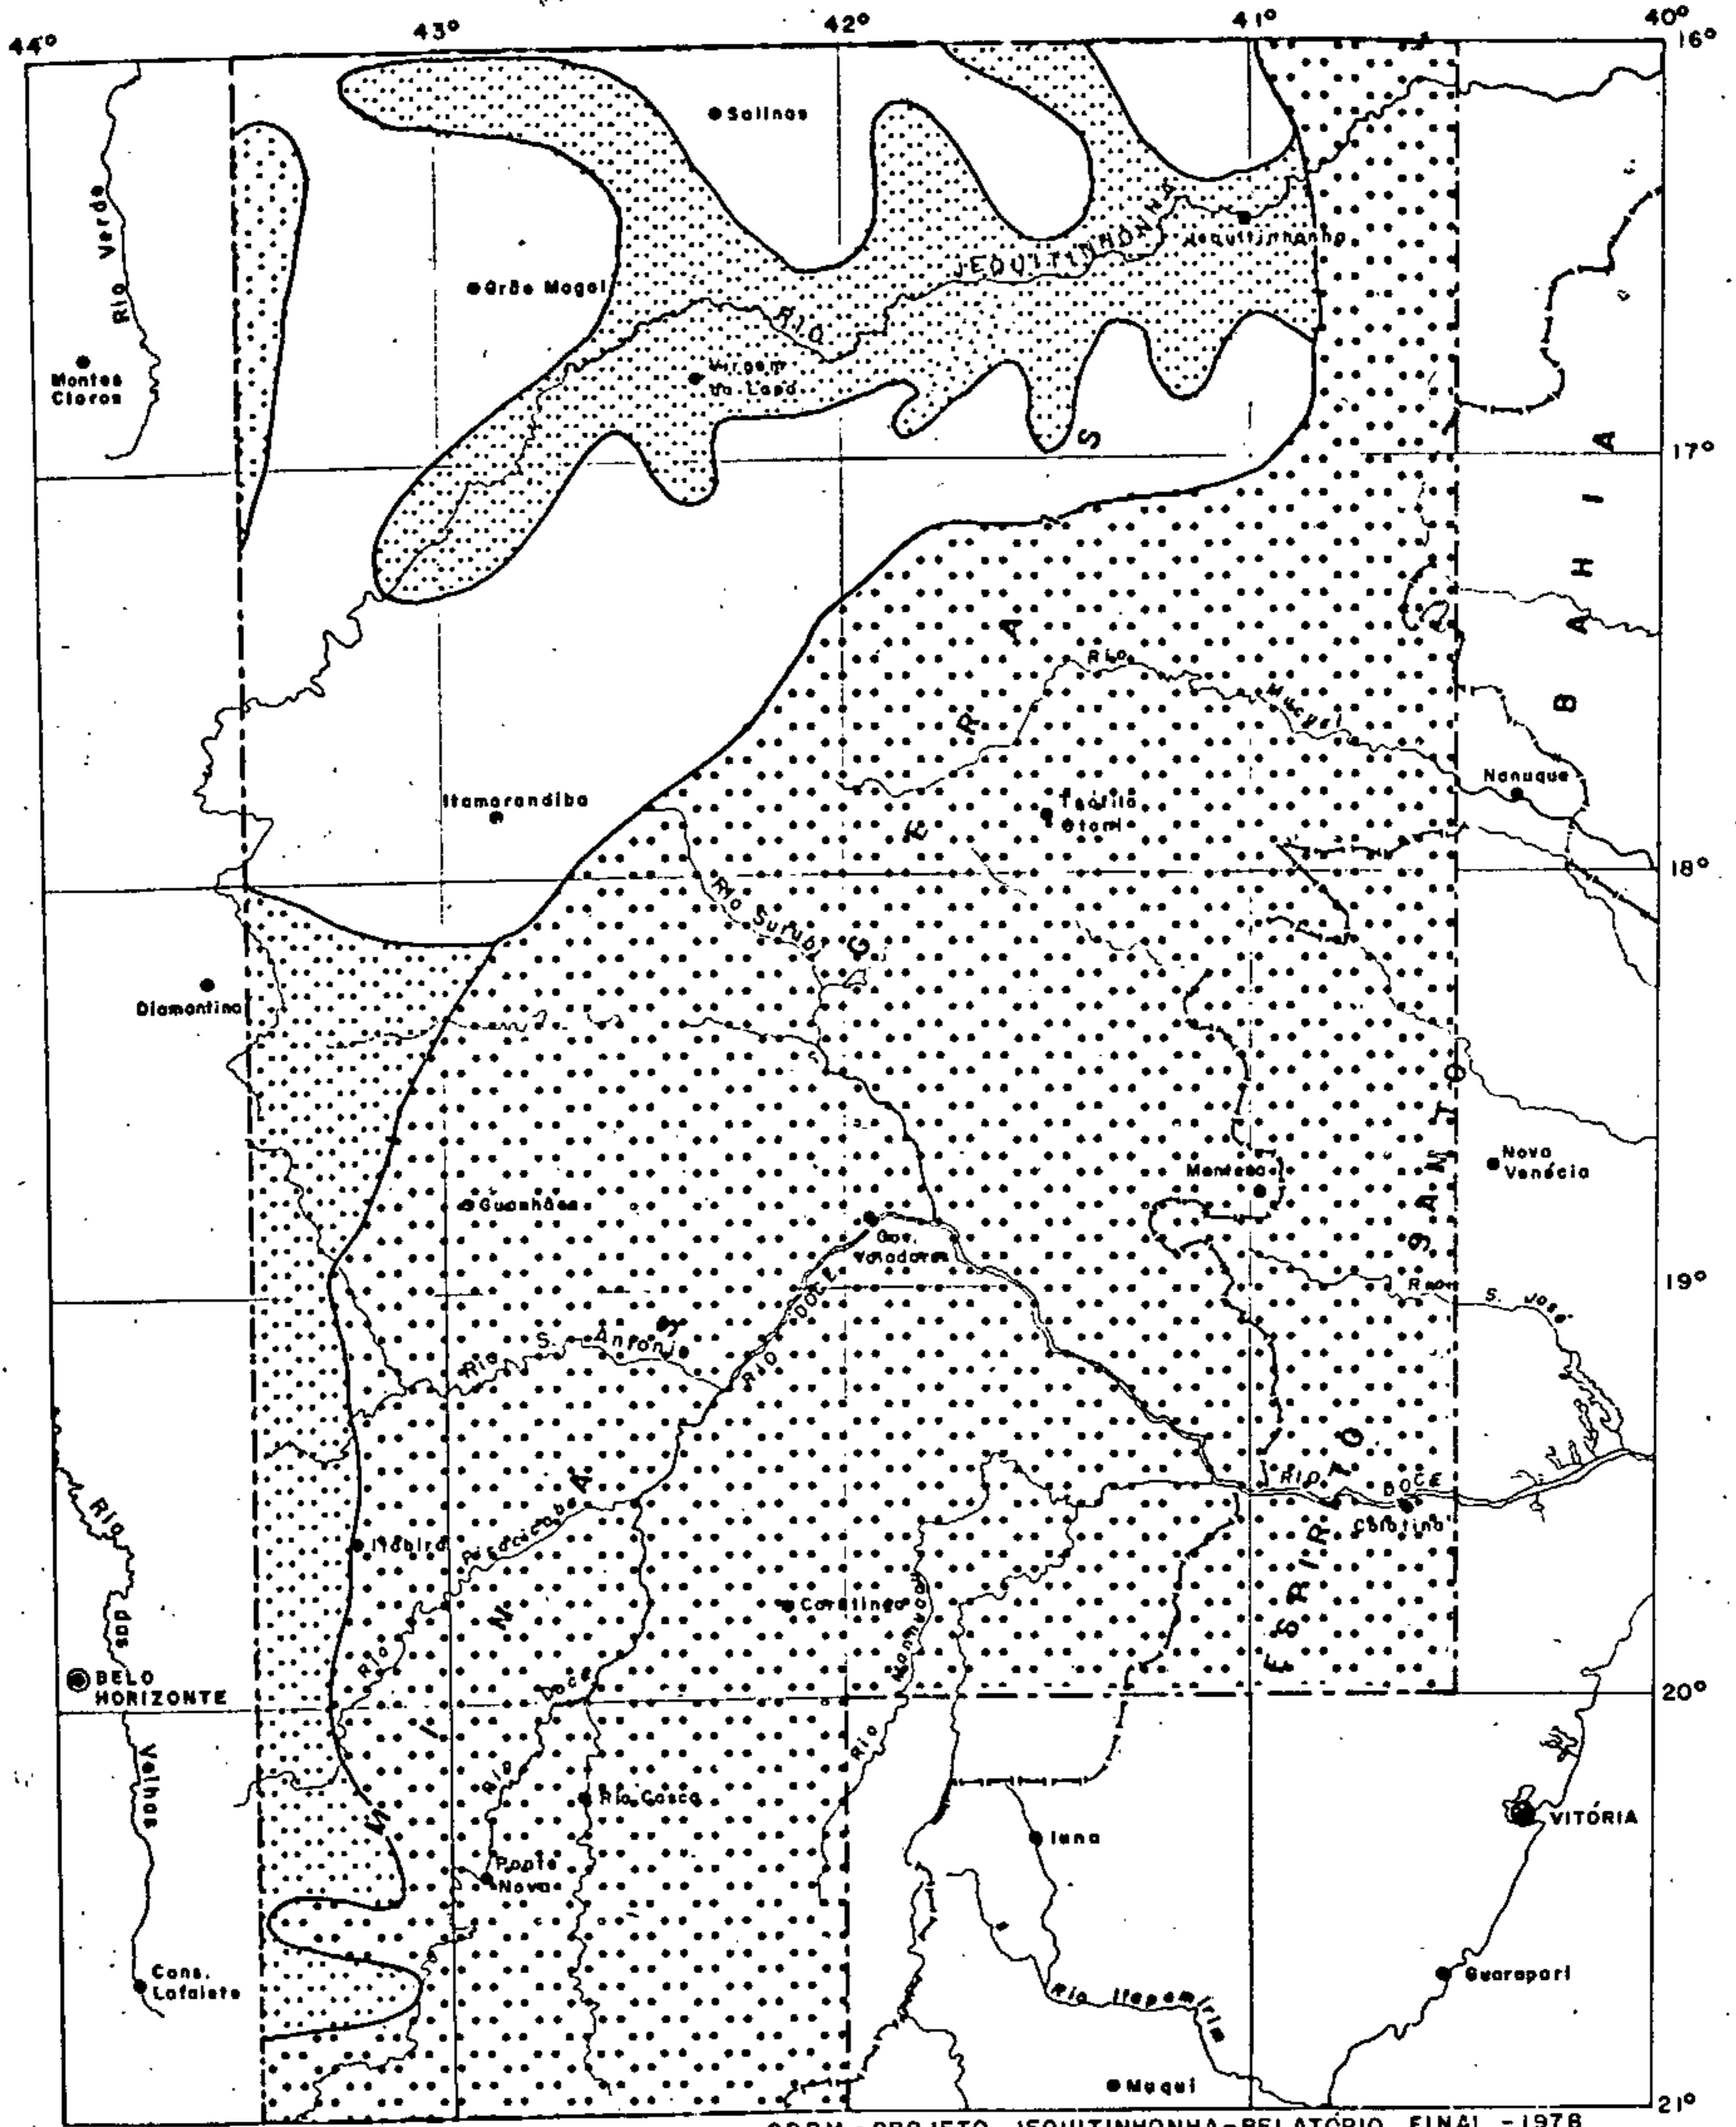 44°
43°
42°
41°
40°
16°
Salinas
Rio Verde
JEQUITINHONHA
Jequitinhonha
Grão Mogol
RIO
Montes
Claros
Virgem
da Lapa
17°
BAHIA
MINAS GERAIS
Rio
Mucuri
Nanuque
Itamarandiba
Teófilo
Otoni
18°
Rio Surubi
Diamantina
ESPIRITO SANTO
Nova
Venécia
Mantena
Guanhães
Gov.
Valadares
19°
Rio S. José
RIO DOCE
Rio S. Antonio
RIO DOCE
Colatina
Itabira
Rio Piracicaba
Caratinga
Rio Manhuaçu
Rio das Velhas
BELO
HORIZONTE
20°
Rio Doce
Rio Casca
VITÓRIA
Iuna
Ponte
Nova
Cons.
Lafaiete
Guarapari
Rio Itapemirim
Muqui
21°
CPRM-PROJETO JEQUITINHONHA-RELATÓRIO FINAL -1978